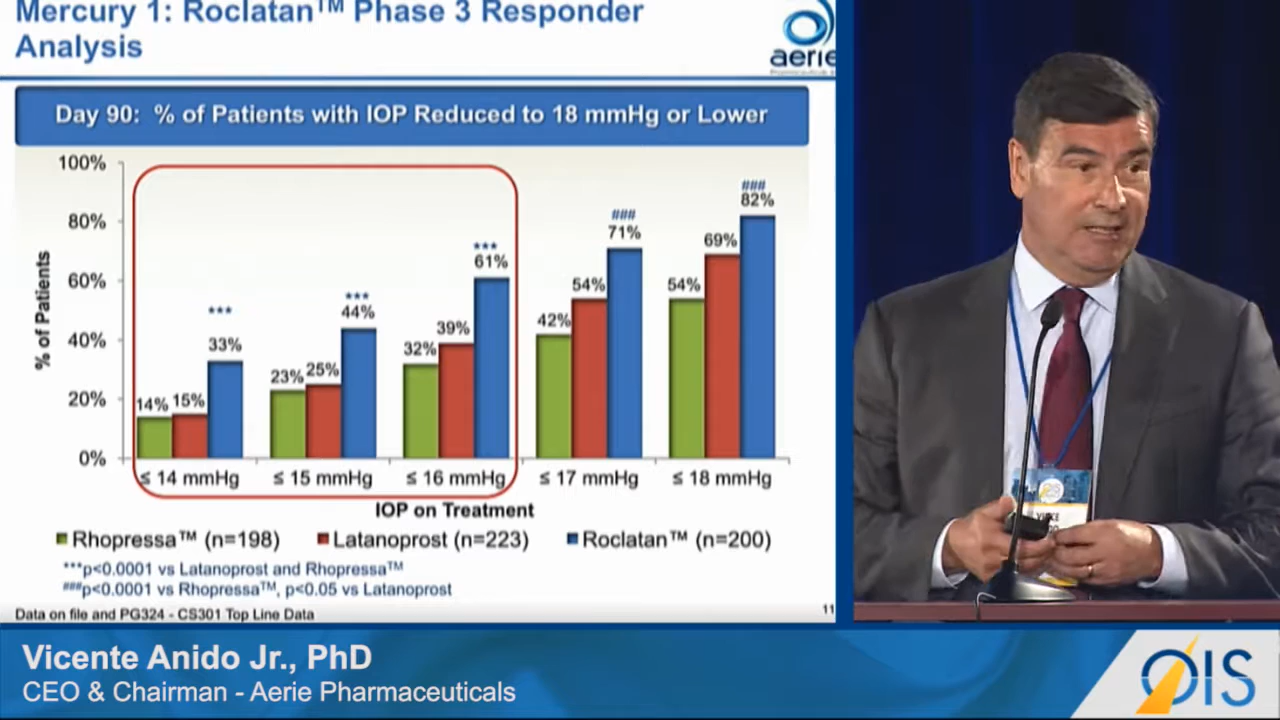 Mercury 1: Roclatan™ Phase 3 Responder
Analysis
aerie
Day 90: % of Patients with IOP Reduced to 18 mmHg or Lower
% of Patients
100%
80%
60%
40%
20%
0%
14% 15% 33% ***
23% 25% 44% ***
32% 39% 61% ***
42% 54% 71% ###
54% 69% 82% ###
≤ 14 mmHg ≤ 15 mmHg ≤ 16 mmHg ≤ 17 mmHg ≤ 18 mmHg
IOP on Treatment
Rhopressa™ (n=198) Latanoprost (n=223) Roclatan™ (n=200)
***p<0.0001 vs Latanoprost and Rhopressa™
###p<0.0001 vs Rhopressa™, p<0.05 vs Latanoprost
Data on file and PG324 - CS301 Top Line Data
11
Vicente Anido Jr., PhD
CEO & Chairman - Aerie Pharmaceuticals
OIS